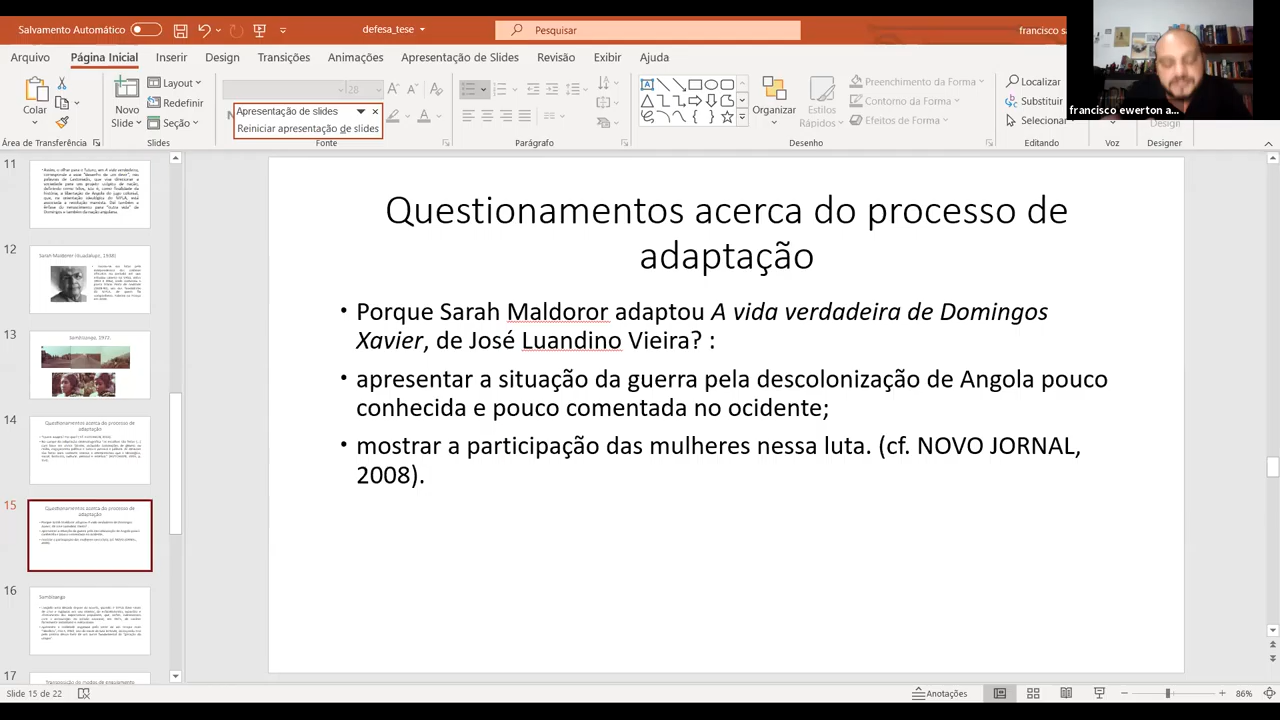 Salvamento Automático
defesa_tese
Pesquisar
francisco
Arquivo Página Inicial Inserir Design Transições Animações Apresentação de Slides Revisão Exibir Ajuda
Colar
Novo
Slide
Layout
Redefinir
Seção
28
Apresentação de slides
Reiniciar apresentação de slides
Organizar
Estilos
Rápidos
Preenchimento da Forma
Contorno da Forma
Efeitos de Forma
Localizar
Substituir
Selecionar
francisco ewerton a...
Design
Área de Transferência Slides Fonte Parágrafo Desenho Editando Voz Designer
11
12
Sarah Maldoror (Guadalupe, 1938)
13
Sambizanga, 1972.
14
Questionamentos acerca do processo de
adaptação
15
Questionamentos acerca do processo de
adaptação
16
Sambizanga
17
Questionamentos acerca do processo de
adaptação
• Porque Sarah Maldoror adaptou A vida verdadeira de Domingos
Xavier, de José Luandino Vieira? :
• apresentar a situação da guerra pela descolonização de Angola pouco
conhecida e pouco comentada no ocidente;
• mostrar a participação das mulheres nessa luta. (cf. NOVO JORNAL,
2008).
Slide 15 de 22
Anotações
86%